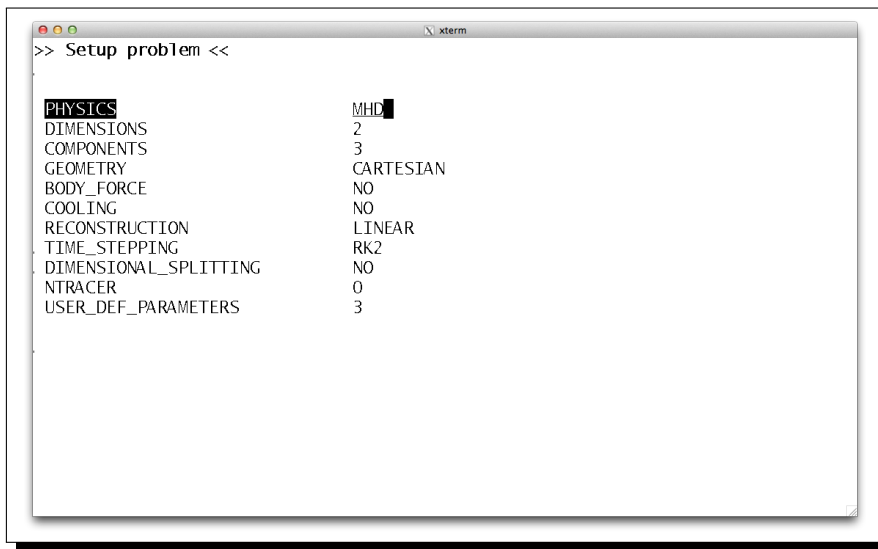 xterm
>> Setup problem <<
PHYSICS MHD
DIMENSIONS 2
COMPONENTS 3
GEOMETRY CARTESIAN
BODY_FORCE NO
COOLING NO
RECONSTRUCTION LINEAR
TIME_STEPPING RK2
DIMENSIONAL_SPLITTING NO
NTRACER 0
USER_DEF_PARAMETERS 3